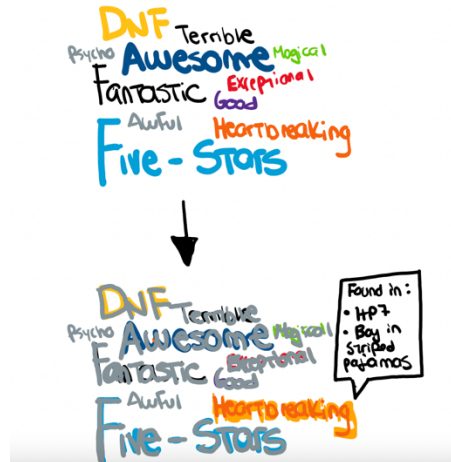 DNF Terrible
Psycho Awesome Magical
Fantastic Exceptional
Good
Awful Heartbreaking
Five-Stars
DNF Terrible
Psycho Awesome Magical
Fantastic Exceptional
Good
Awful Heartbreaking
Five-Stars
Found in:
• HP7
• Boy in
striped
pajamas